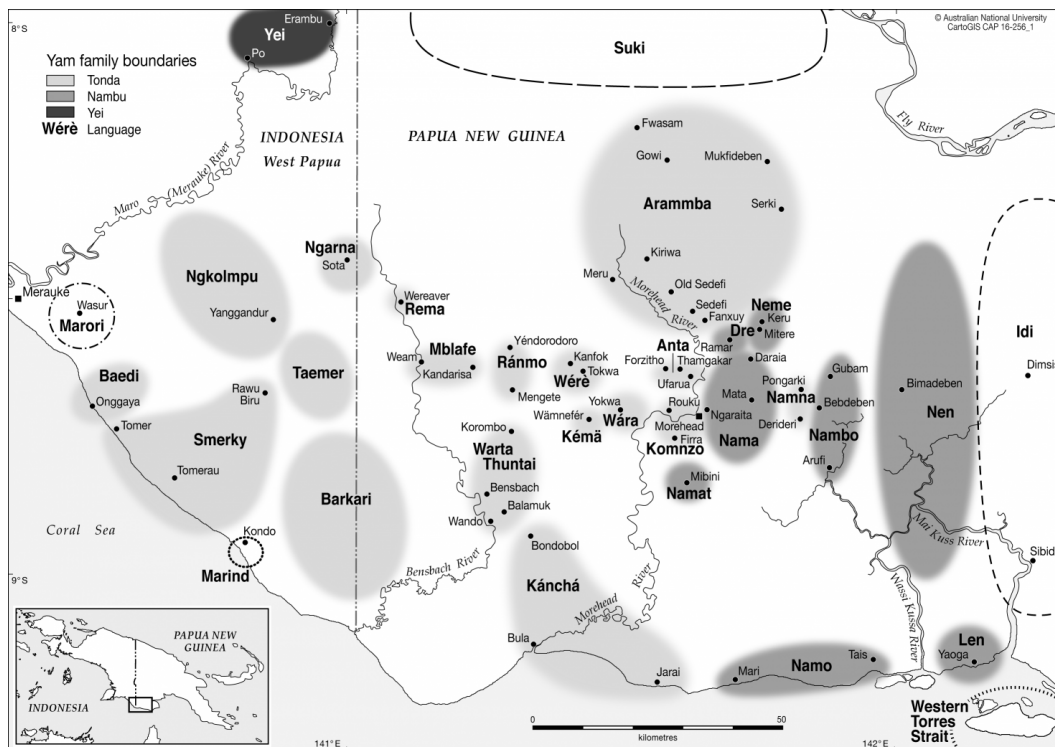 8°S
Erambu
Yei
Po
© Australian National University
CartoGIS CAP 16-256_1
Yam family boundaries
Tonda
Nambu
Yei
Wérè Language
Suki
INDONESIA
West Papua
PAPUA NEW GUINEA
Fly River
Maro (Merauke) River
Fwasam
Gowi
Mukfideben
Arammba
Serki
Kiriwa
Meru
Morehead River
Old Sedefi
Sedefi
Fanxuy
Ngarna
Sota
Ngkolmpu
Yanggandur
Merauke
Wasur
Marori
Wereaver
Rema
Neme
Keru
Mitere
Dre
Ramar
Idi
Dimsisi
Yéndorodoro
Mblafe
Weam
Kandarisa
Ránmo
Mengete
Kanfok
Tokwa
Wérè
Anta
Forzitho
Thamgakar
Ufarua
Daraia
Gubam
Pongarki
Namna
Bebdeben
Bimadeben
Nen
Baedi
Onggaya
Taemer
Rawu
Biru
Tomer
Smerky
Tomerau
Yokwa
Wámnefér
Wára
Kémä
Rouku
Morehead
Firra
Komnzo
Mata
Ngaraita
Nama
Derideri
Nambo
Arufi
Korombo
Warta
Thuntai
Bensbach
Balamuk
Wando
Mibini
Namat
Barkari
Coral Sea
Kondo
Marind
Bensbach River
Bondobol
Morehead River
Mai Kuss River
Wassi Kussa River
Sibidiri
9°S
Kánchá
Bula
Jarai
Mari
Namo
Tais
Len
Yaoga
Western
Torres
Strait
PAPUA NEW
GUINEA
INDONESIA
0
50
kilometres
141°E
142°E